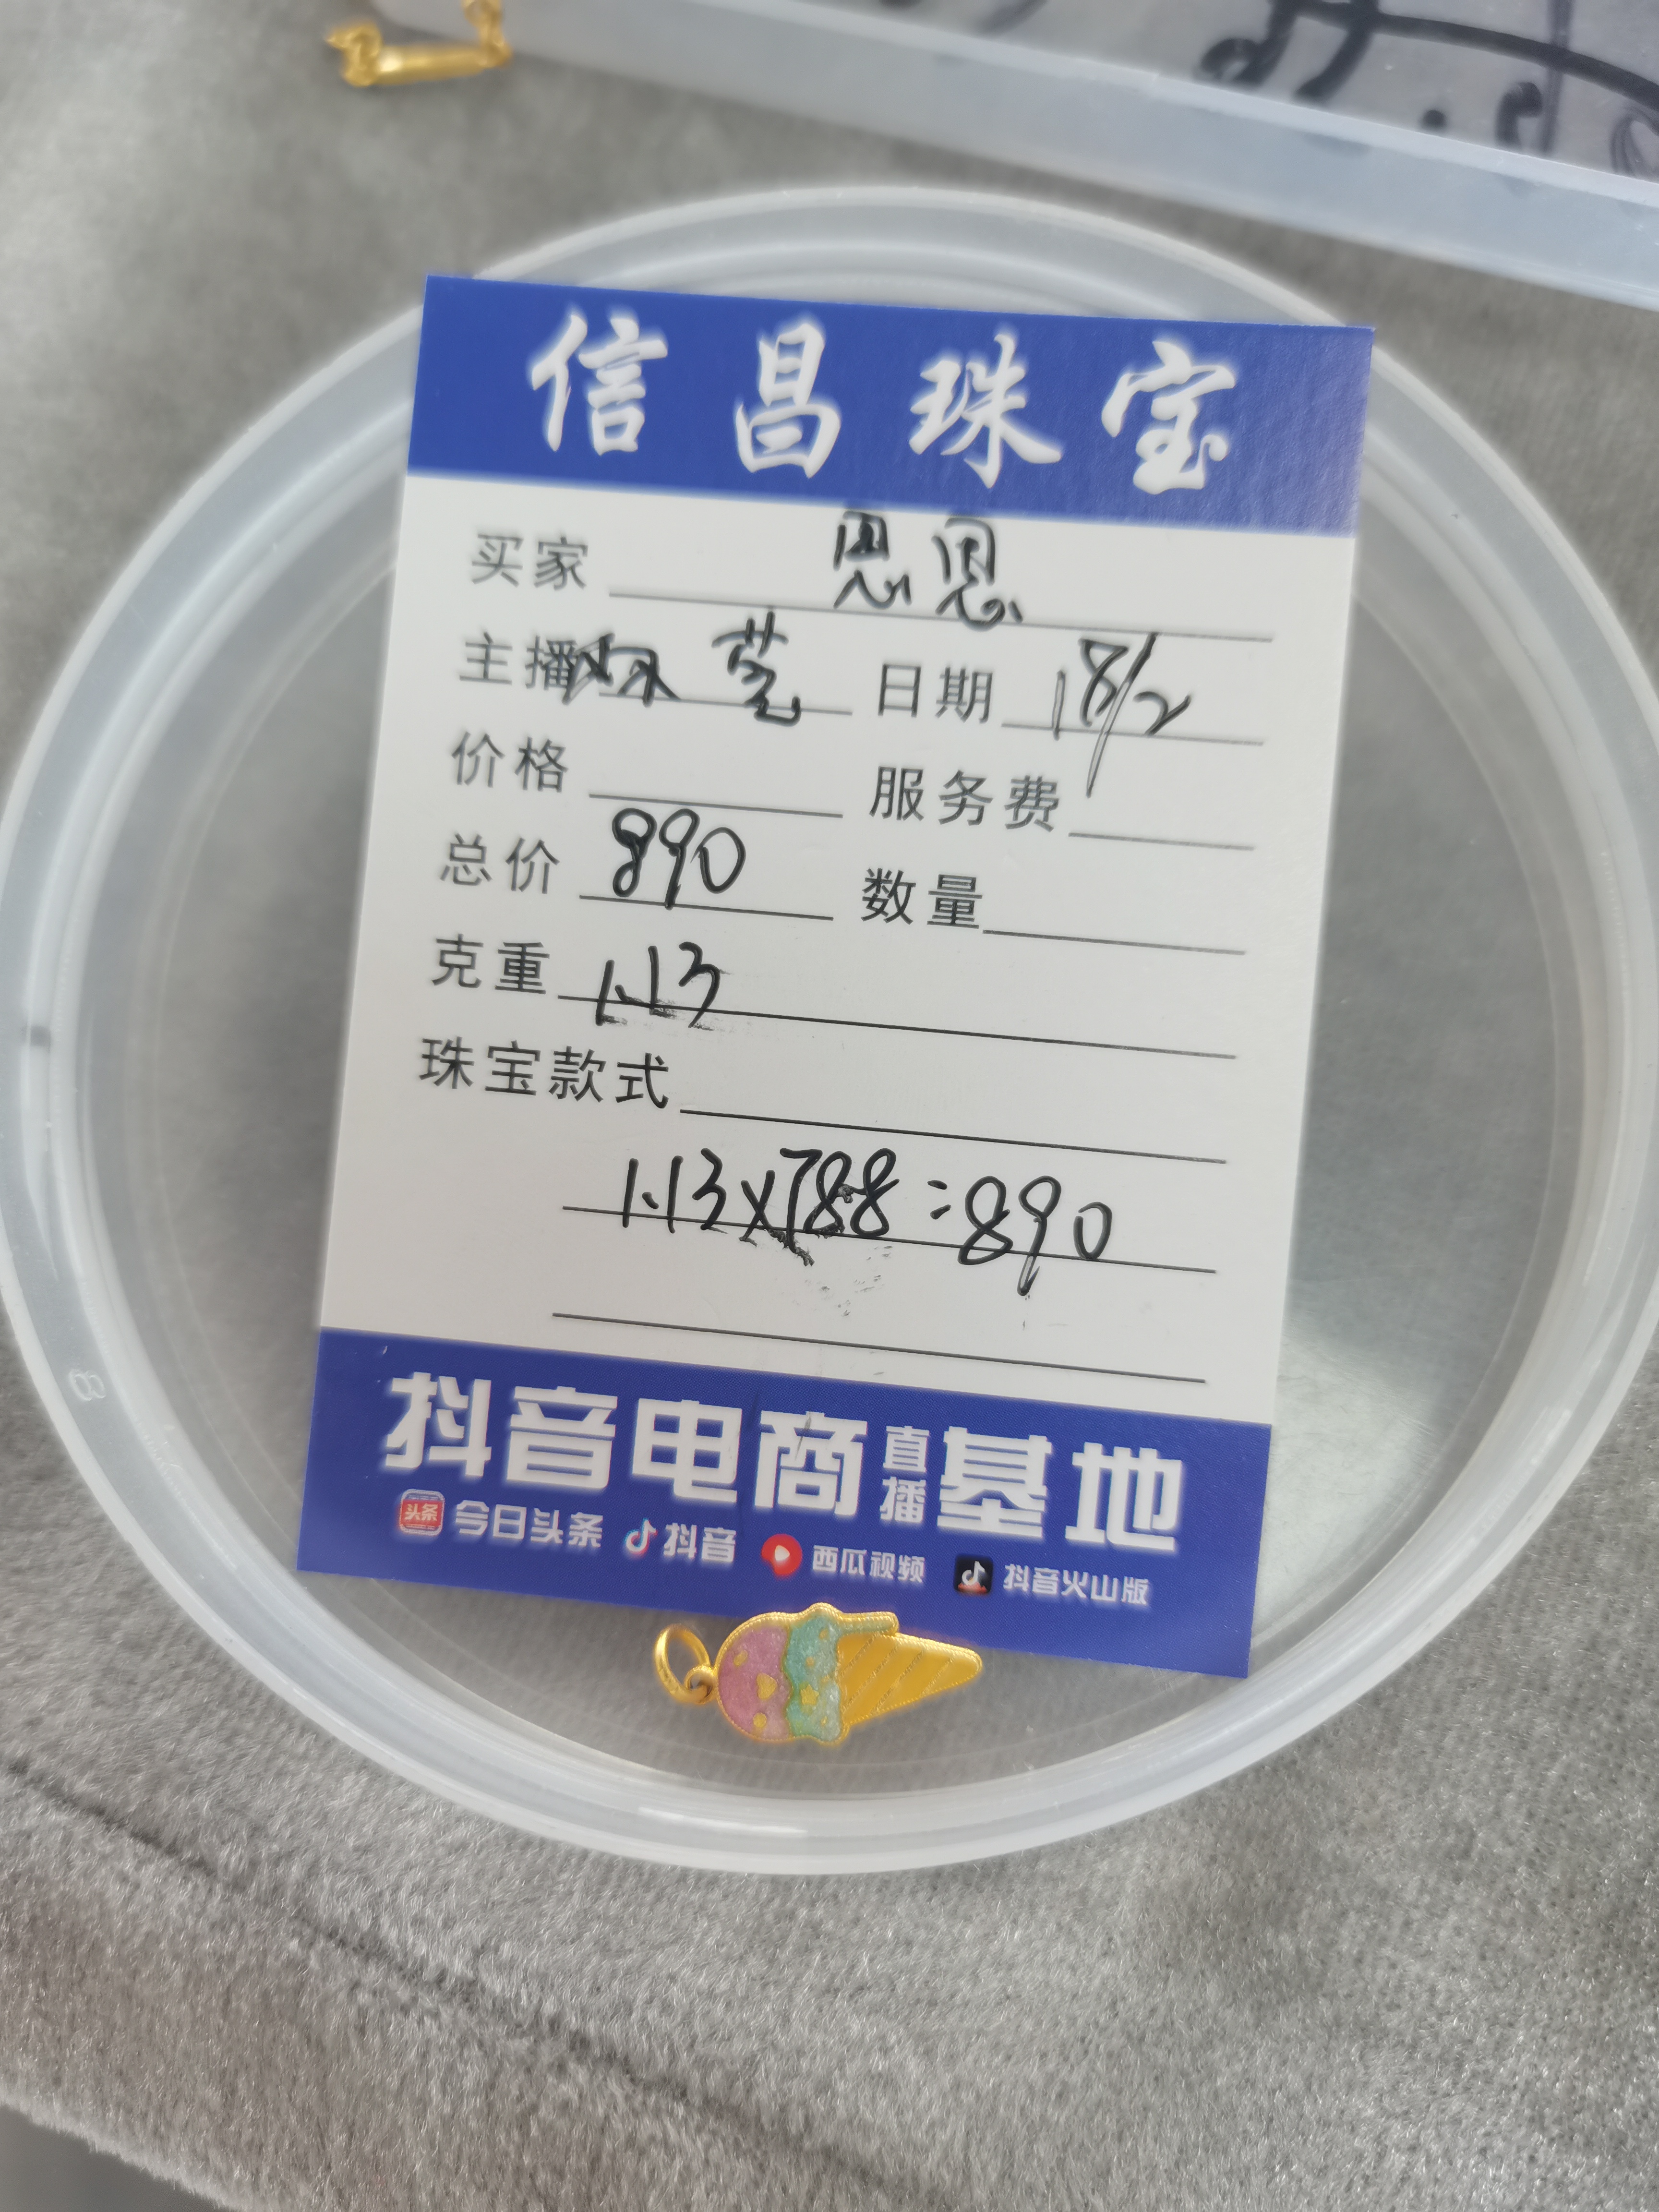 信昌珠宝
买家 恩恩
主播 日期 18/2
价格 服务费
总价 890 数量
克重 1.13
珠宝款式
1.13x788=890
抖音电商直播基地
头条 今日头条 抖音 西瓜视频 抖音火山版
8